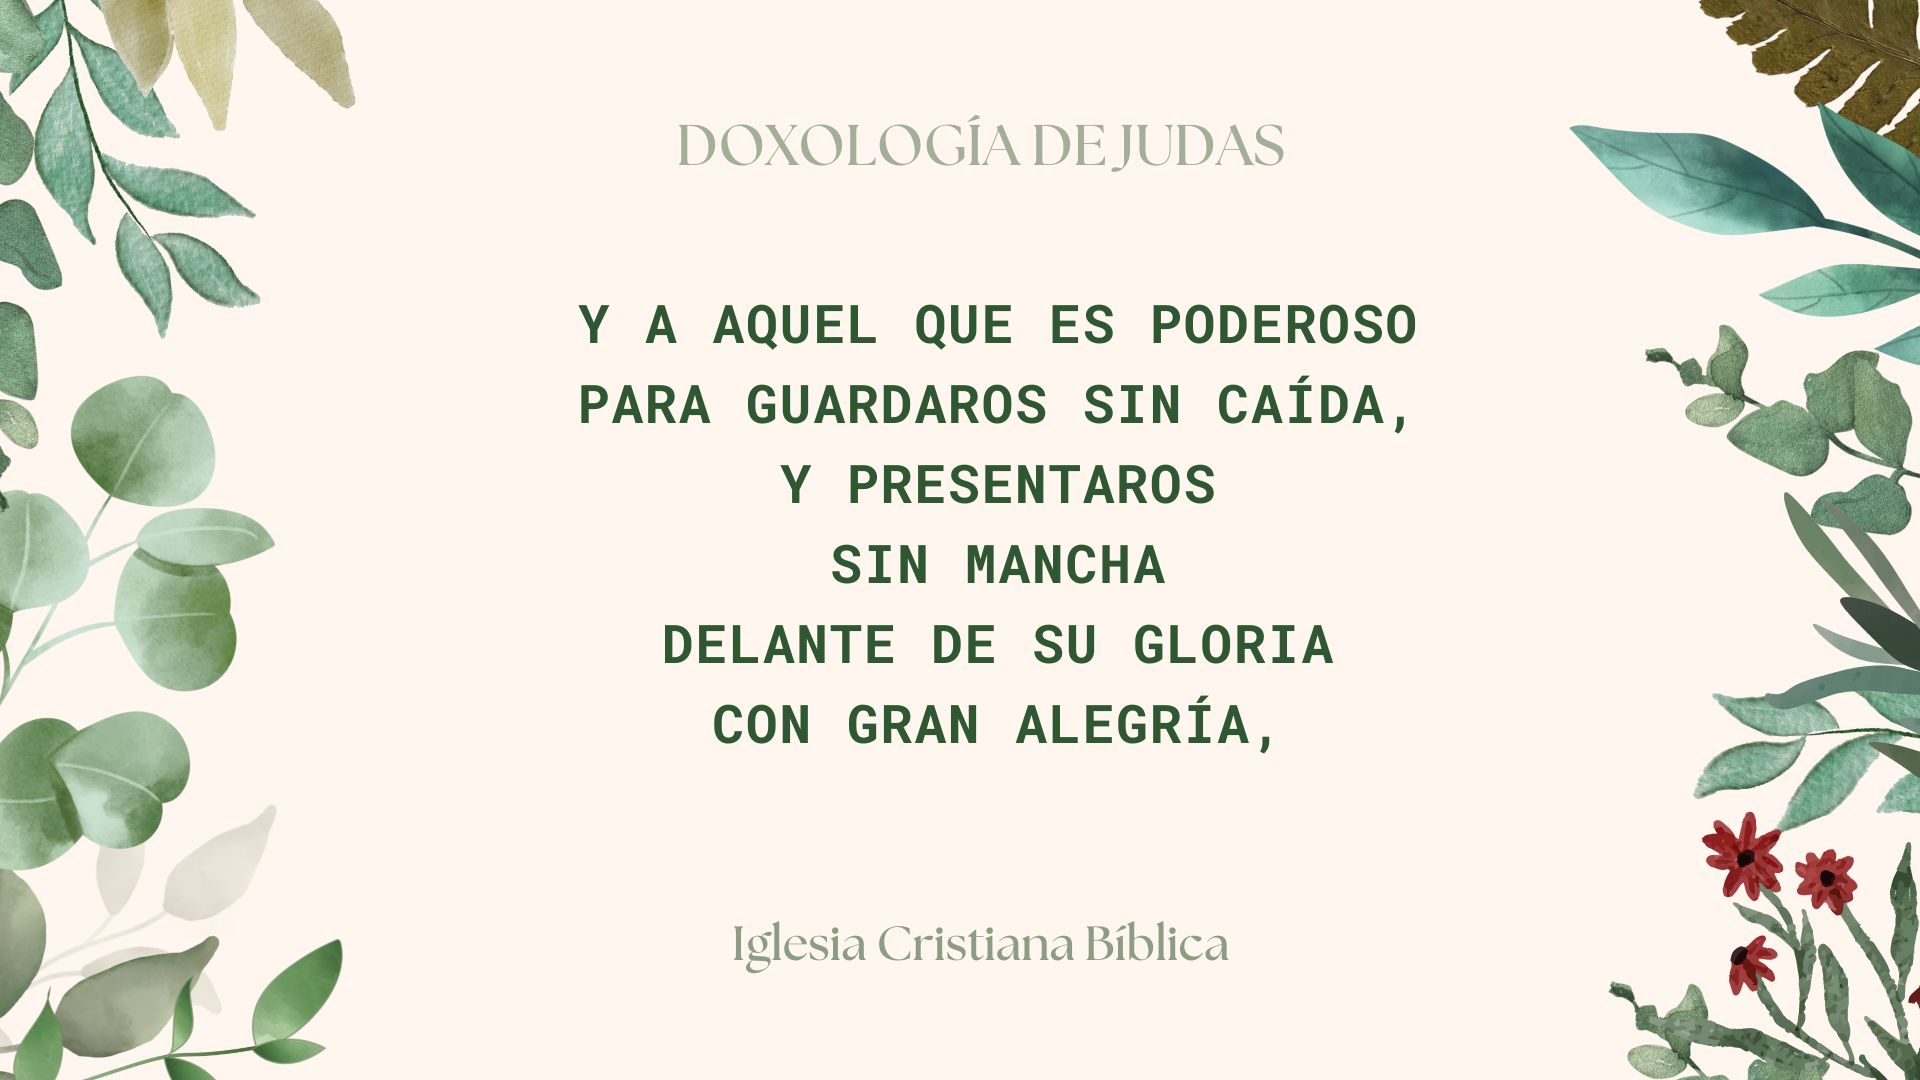 DOXOLOGÍA DE JUDAS
Y A AQUEL QUE ES PODEROSO
PARA GUARDAROS SIN CAÍDA,
Y PRESENTAROS
SIN MANCHA
DELANTE DE SU GLORIA
CON GRAN ALEGRÍA,
Iglesia Cristiana Bíblica